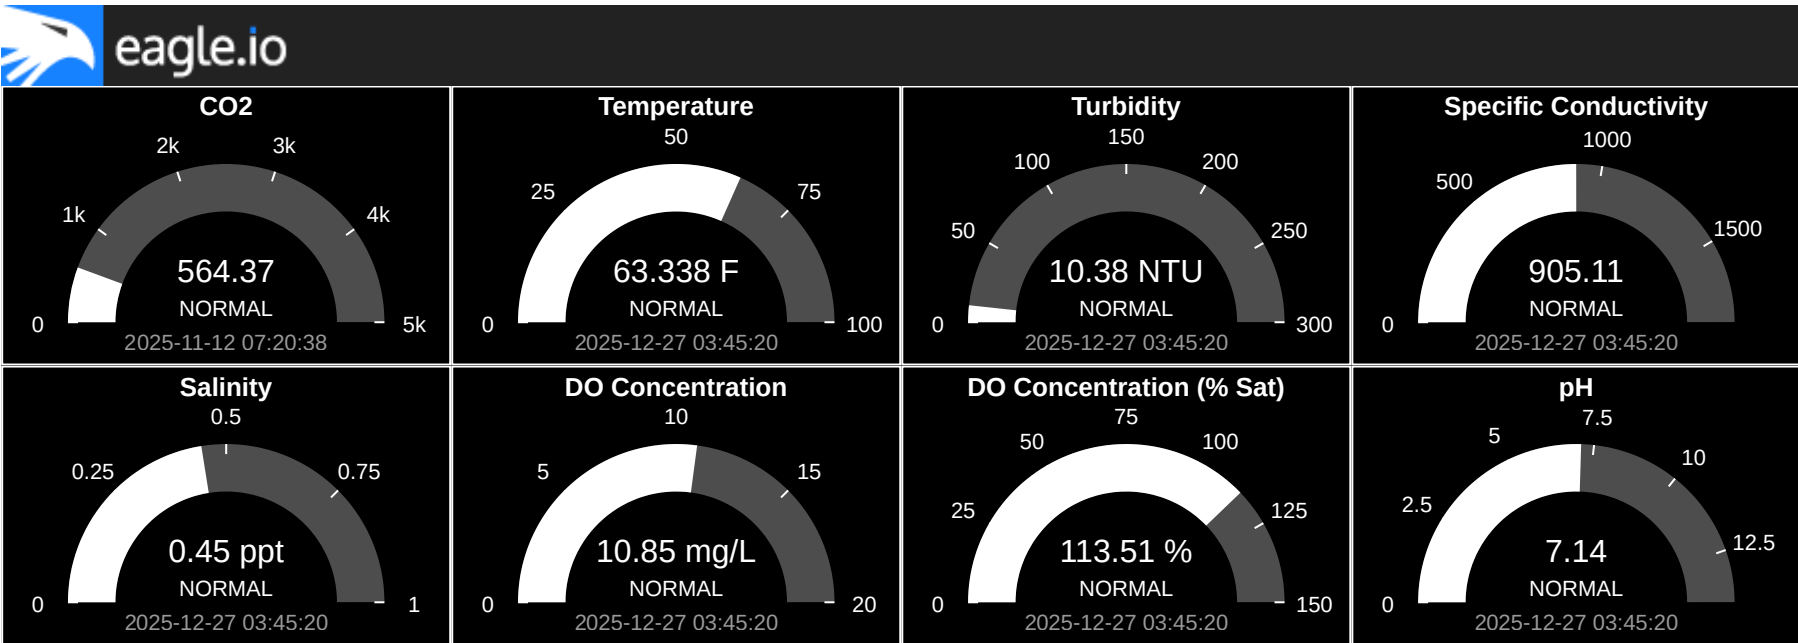 eagle.io
CO2
0
1k
2k
3k
4k
5k
564.37
NORMAL
2025-11-12 07:20:38
Temperature
0
25
50
75
100
63.338 F
NORMAL
2025-12-27 03:45:20
Turbidity
0
50
100
150
200
250
300
10.38 NTU
NORMAL
2025-12-27 03:45:20
Specific Conductivity
0
500
1000
1500
905.11
NORMAL
2025-12-27 03:45:20
Salinity
0
0.25
0.5
0.75
1
0.45 ppt
NORMAL
2025-12-27 03:45:20
DO Concentration
0
5
10
15
20
10.85 mg/L
NORMAL
2025-12-27 03:45:20
DO Concentration (% Sat)
0
25
50
75
100
125
150
113.51 %
NORMAL
2025-12-27 03:45:20
pH
0
2.5
5
7.5
10
12.5
7.14
NORMAL
2025-12-27 03:45:20